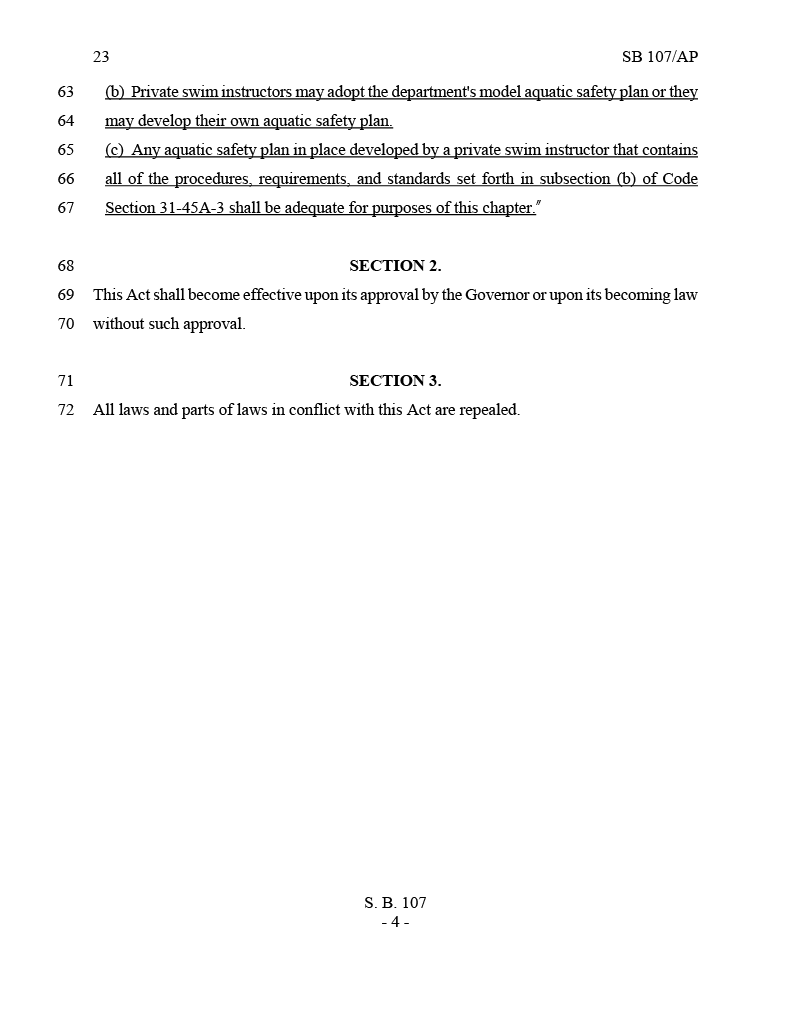 23 SB 107/AP
63 (b) Private swim instructors may adopt the department's model aquatic safety plan or they
64 may develop their own aquatic safety plan.
65 (c) Any aquatic safety plan in place developed by a private swim instructor that contains
66 all of the procedures, requirements, and standards set forth in subsection (b) of Code
67 Section 31-45A-3 shall be adequate for purposes of this chapter."
68 SECTION 2.
69 This Act shall become effective upon its approval by the Governor or upon its becoming law
70 without such approval.
71 SECTION 3.
72 All laws and parts of laws in conflict with this Act are repealed.
S. B. 107
- 4 -